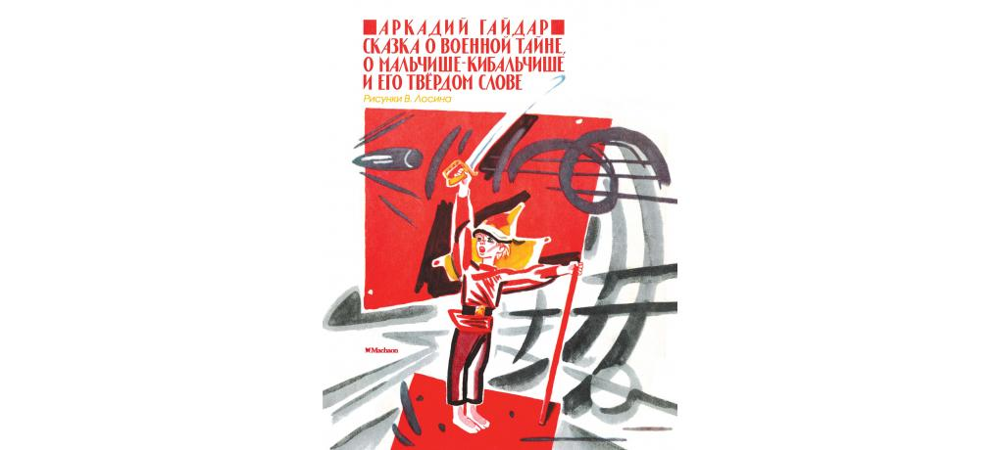 АРКАДИЙ ГАЙДАР
СКАЗКА О ВОЕННОЙ ТАЙНЕ,
О МАЛЬЧИШЕ-КИБАЛЬЧИШЕ
И ЕГО ТВЁРДОМ СЛОВЕ
Рисунки В. Лосина
Machaon